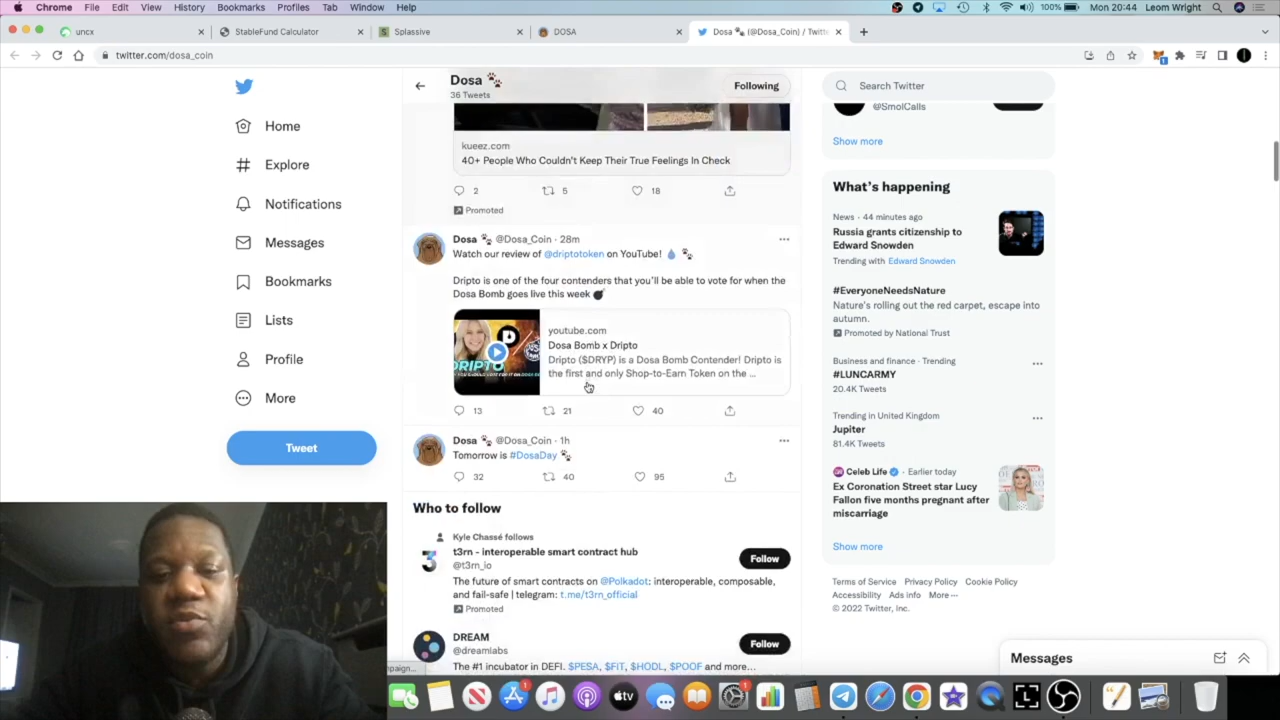 Chrome File Edit View History Bookmarks Profiles Tab Window Help
100% Mon 20:44 Leom Wright
uncx
StableFund Calculator
Splassive
DOSA
Dosa (@Dosa_Coin) / Twitt
twitter.com/dosa_coin
Home
Explore
Notifications
Messages
Bookmarks
Lists
Profile
More
Tweet
Dosa
36 Tweets
Following
kueez.com
40+ People Who Couldn't Keep Their True Feelings In Check
2 5 18
Promoted
Dosa @Dosa_Coin · 28m
Watch our review of @driptotoken on YouTube!
Dripto is one of the four contenders that you'll be able to vote for when the
Dosa Bomb goes live this week
youtube.com
Dosa Bomb x Dripto
Dripto ($DRYP) is a Dosa Bomb Contender! Dripto is
the first and only Shop-to-Earn Token on the ...
13 21 40
Dosa @Dosa_Coin · 1h
Tomorrow is #DosaDay
32 40 95
Who to follow
Kyle Chassé follows
t3rn - interoperable smart contract hub
@t3rn_io
Follow
The future of smart contracts on @Polkadot: interoperable, composable,
and fail-safe | telegram: t.me/t3rn_official
Promoted
DREAM
@dreamlabs
Follow
The #1 incubator in DEFI. $PESA, $FiT, $HODL, $POOF and more...
Search Twitter
@SmolCalls
Show more
What's happening
News · 44 minutes ago
Russia grants citizenship to
Edward Snowden
Trending with Edward Snowden
#EveryoneNeedsNature
Nature's rolling out the red carpet, escape into
autumn.
Promoted by National Trust
Business and finance · Trending
#LUNCARMY
20.4K Tweets
Trending in United Kingdom
Jupiter
81.4K Tweets
Celeb Life · Earlier today
Ex Coronation Street star Lucy
Fallon five months pregnant after
miscarriage
Show more
Terms of Service Privacy Policy Cookie Policy
Accessibility Ads info More ···
© 2022 Twitter, Inc.
Messages
paign...
tv